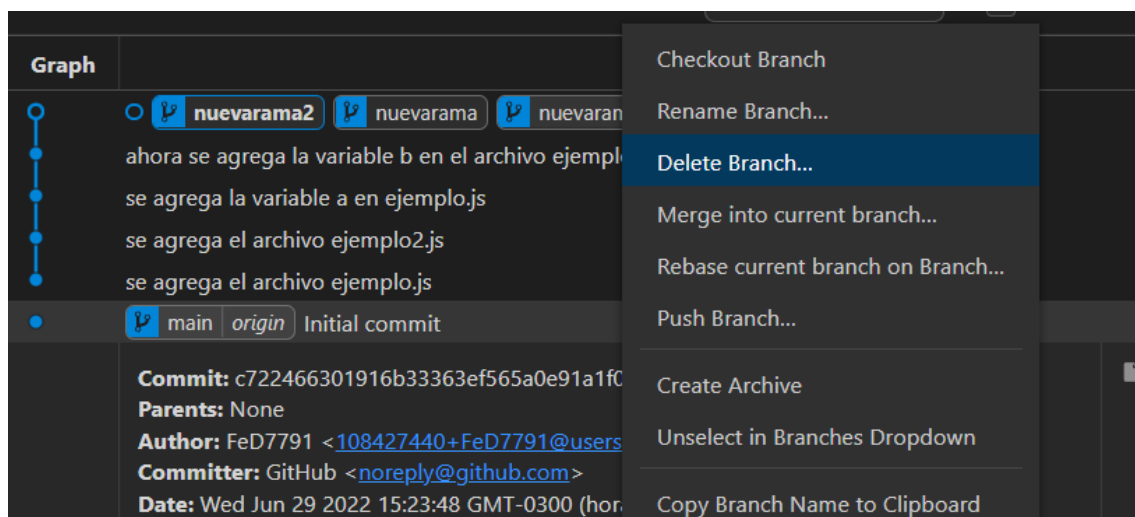 Graph
nuevarama2 nuevarama
ahora se agrega la variable b en el archivo
se agrega la variable a en ejemplo.js
se agrega el archivo ejemplo2.js
se agrega el archivo ejemplo.js
main origin Initial commit
Commit: c722466301916b33363ef565a0e91a1f0
Parents: None
Author: FeD7791 <108427440+FeD7791@users
Committer: GitHub <noreply@github.com>
Date: Wed Jun 29 2022 15:23:48 GMT-0300
Checkout Branch
Rename Branch...
Delete Branch...
Merge into current branch...
Rebase current branch on Branch...
Push Branch...
Create Archive
Unselect in Branches Dropdown
Copy Branch Name to Clipboard